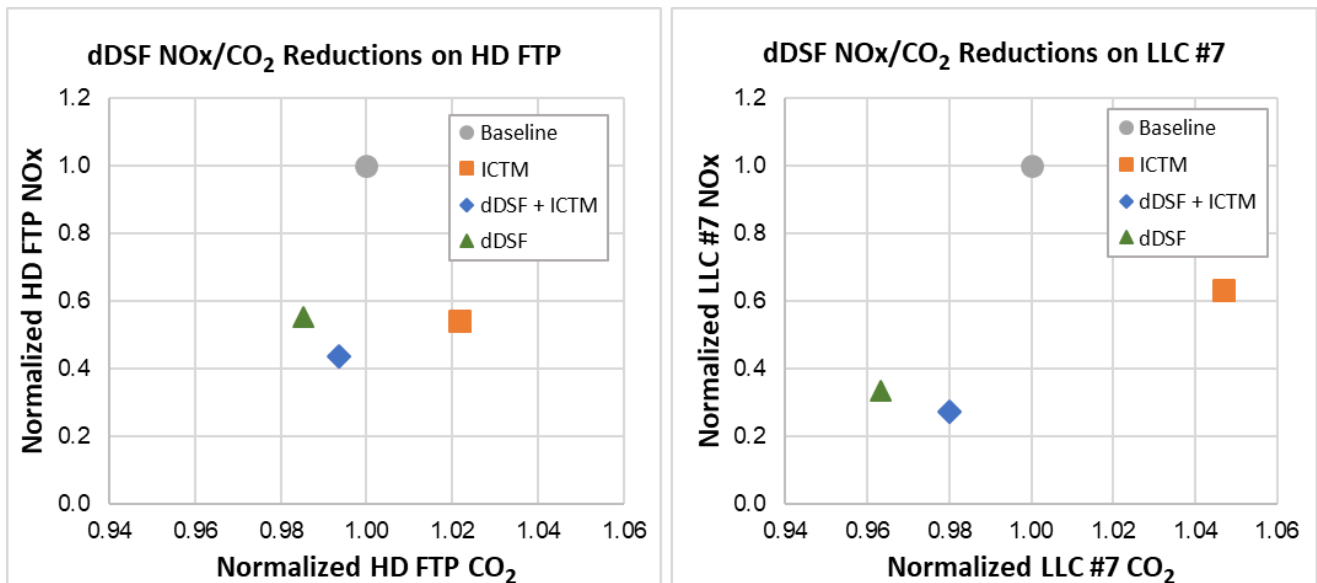 dDSF NOx/CO₂ Reductions on HD FTP
Normalized HD FTP NOx
1.2
1.0
0.8
0.6
0.4
0.2
0.0
Baseline
ICTM
dDSF + ICTM
dDSF
0.94 0.96 0.98 1.00 1.02 1.04 1.06
Normalized HD FTP CO₂
dDSF NOx/CO₂ Reductions on LLC #7
Normalized LLC #7 NOx
1.2
1.0
0.8
0.6
0.4
0.2
0.0
Baseline
ICTM
dDSF + ICTM
dDSF
0.94 0.96 0.98 1.00 1.02 1.04 1.06
Normalized LLC #7 CO₂